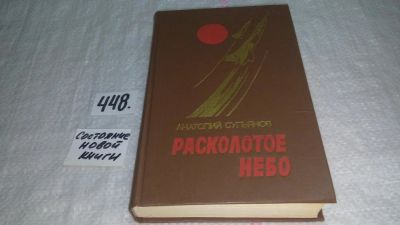 448.
СОСТОЯНИЕ
НОВОЙ
КНИГИ
АНАТОЛИЙ СУЛЬЯНОВ
РАСКОЛОТОЕ
НЕБО